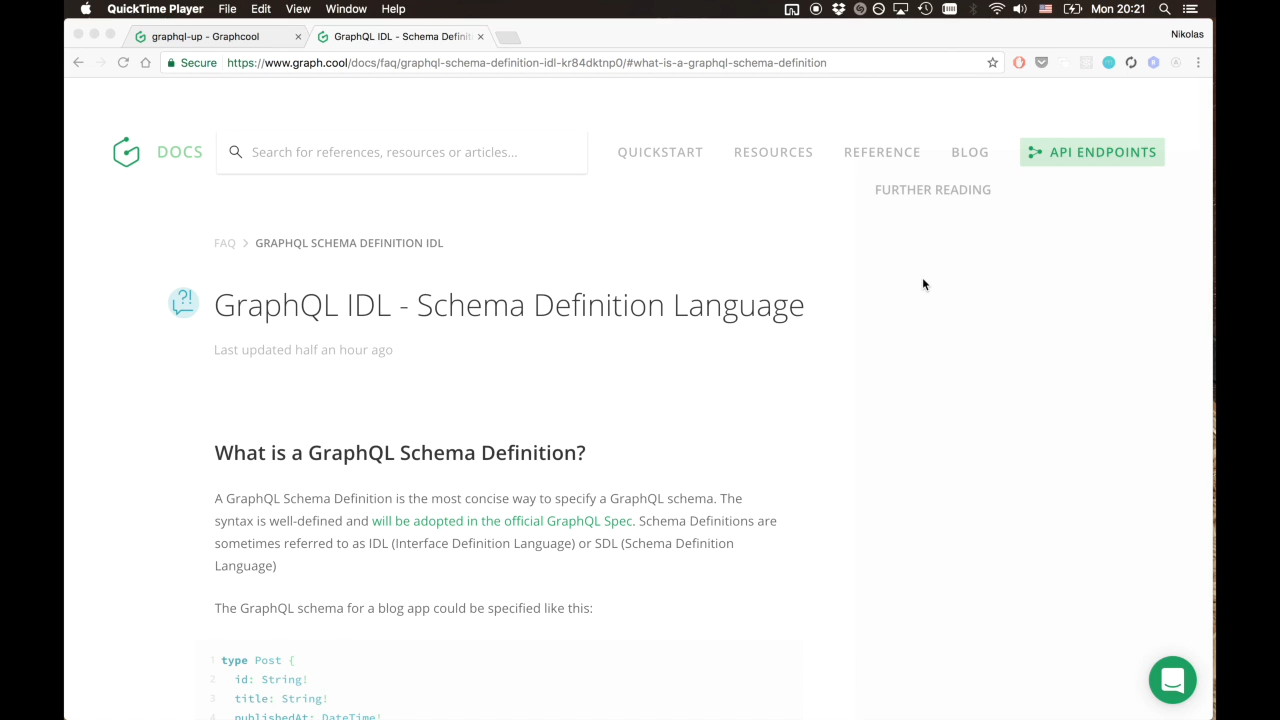 QuickTime Player File Edit View Window Help Mon 20:21
graphql-up - Graphcool GraphQL IDL - Schema Definit Nikolas
Secure https://www.graph.cool/docs/faq/graphql-schema-definition-idl-kr84dktnp0/#what-is-a-graphql-schema-definition
DOCS Search for references, resources or articles... QUICKSTART RESOURCES REFERENCE BLOG API ENDPOINTS
FURTHER READING
FAQ > GRAPHQL SCHEMA DEFINITION IDL
?! GraphQL IDL - Schema Definition Language
Last updated half an hour ago
What is a GraphQL Schema Definition?
A GraphQL Schema Definition is the most concise way to specify a GraphQL schema. The
syntax is well-defined and will be adopted in the official GraphQL Spec. Schema Definitions are
sometimes referred to as IDL (Interface Definition Language) or SDL (Schema Definition
Language)
The GraphQL schema for a blog app could be specified like this:
1 type Post {
2 id: String!
3 title: String!
4 publishedAt: DateTime!